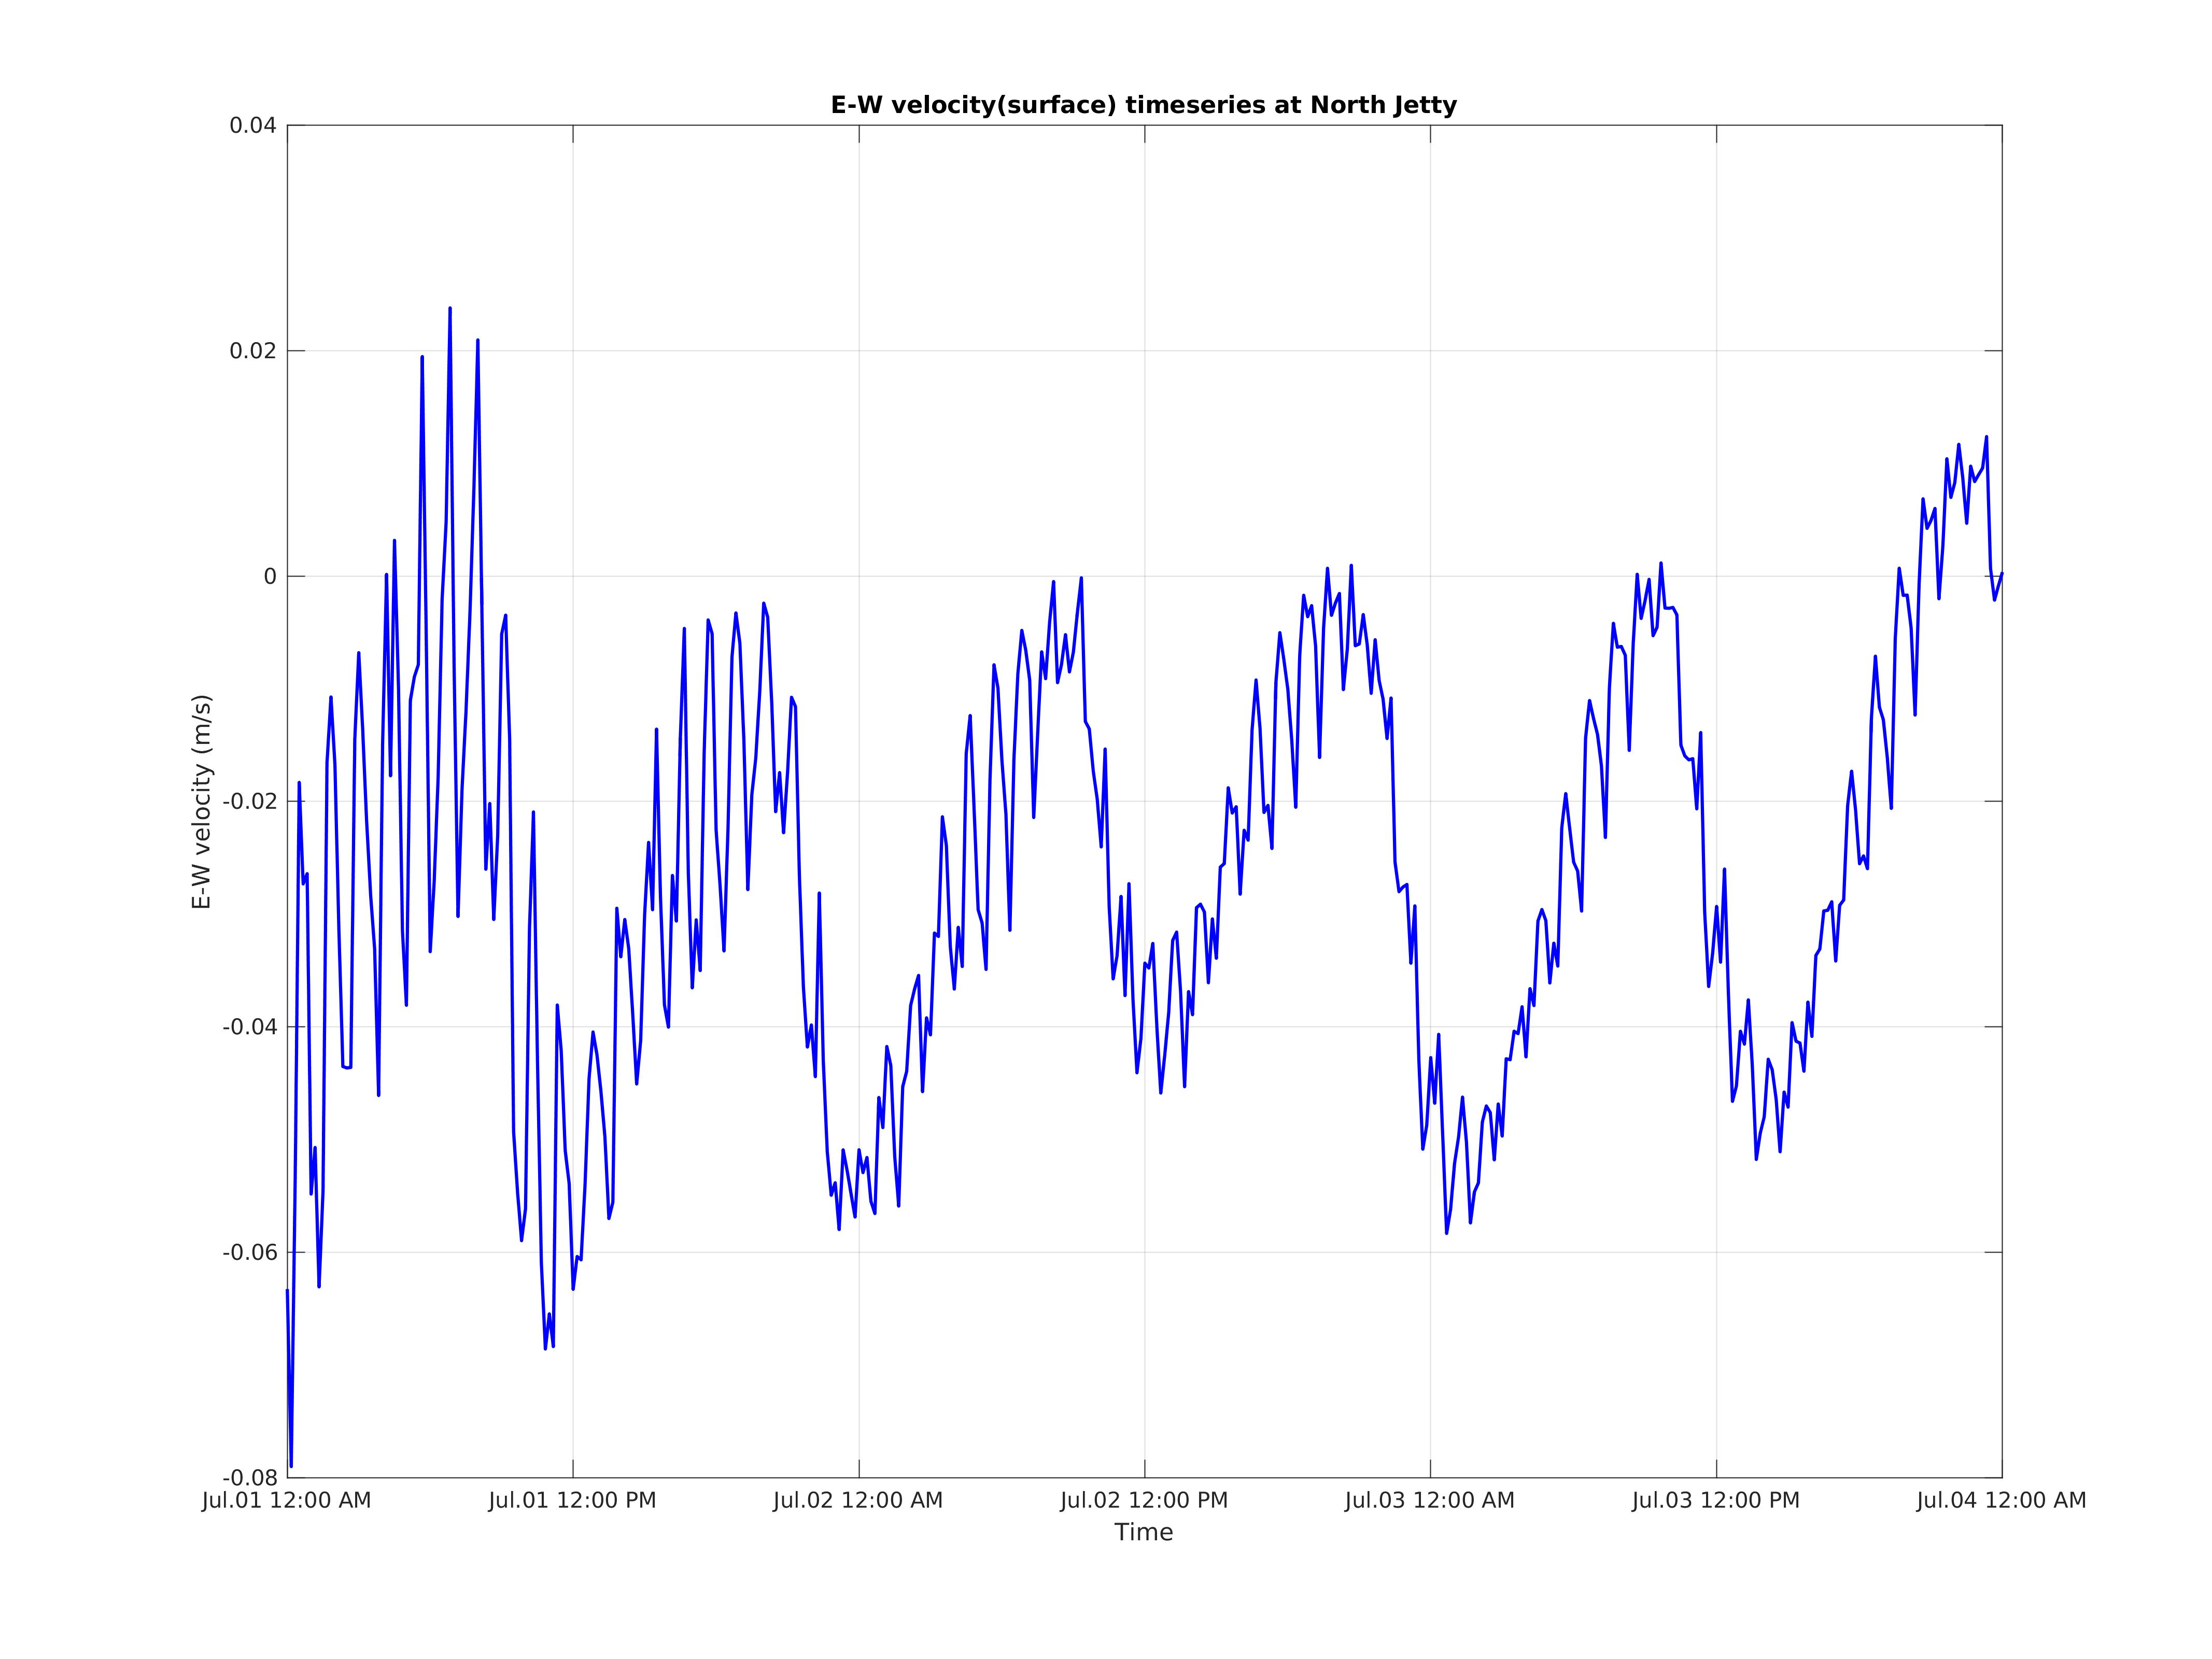 E-W velocity(surface) timeseries at North Jetty
E-W velocity (m/s)
0.04
0.02
0
-0.02
-0.04
-0.06
-0.08
Jul.01 12:00 AM
Jul.01 12:00 PM
Jul.02 12:00 AM
Jul.02 12:00 PM
Jul.03 12:00 AM
Jul.03 12:00 PM
Jul.04 12:00 AM
Time